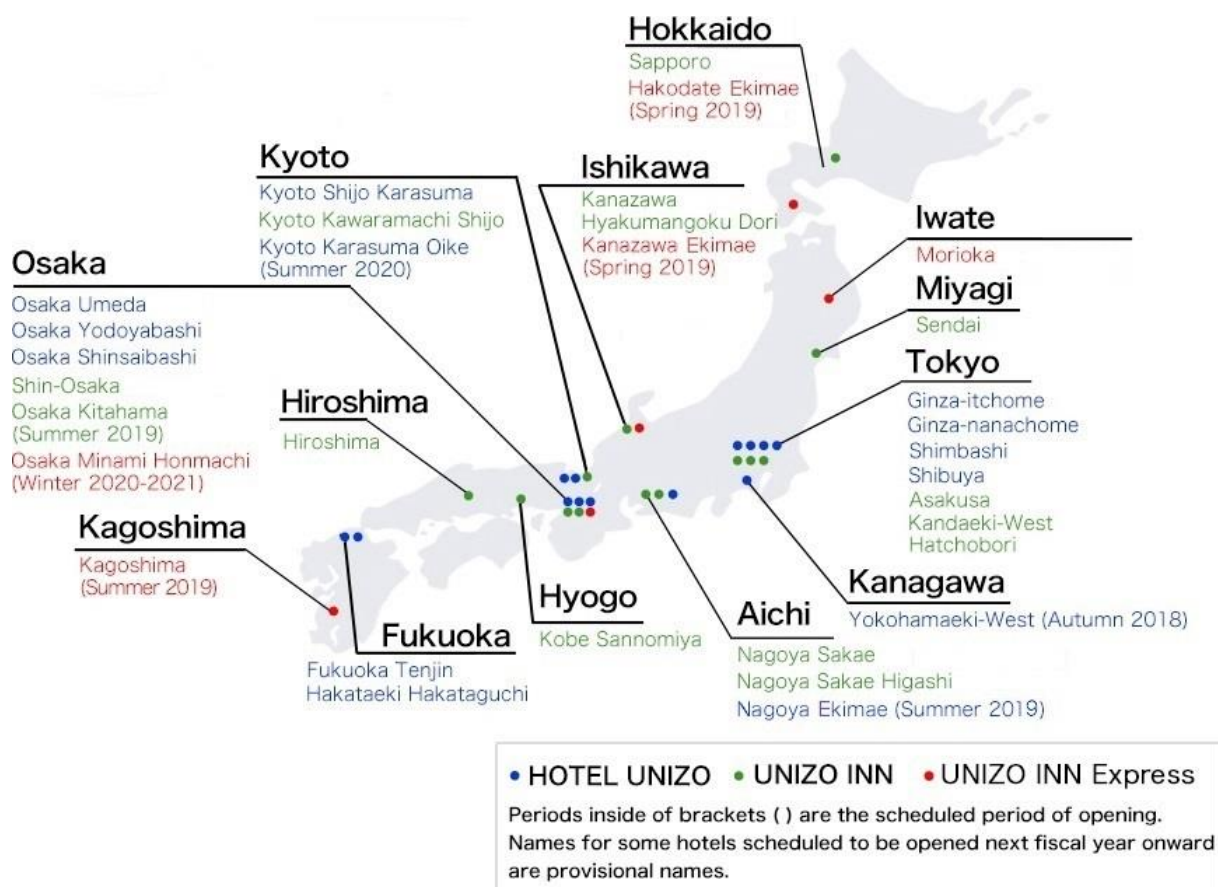 Hokkaido
Sapporo
Hakodate Ekimae
(Spring 2019)
Kyoto
Kyoto Shijo Karasuma
Kyoto Kawaramachi Shijo
Kyoto Karasuma Oike
(Summer 2020)
Ishikawa
Kanazawa
Hyakumangoku Dori
Kanazawa Ekimae
(Spring 2019)
Iwate
Morioka
Miyagi
Sendai
Osaka
Osaka Umeda
Osaka Yodoyabashi
Osaka Shinsaibashi
Shin-Osaka
Osaka Kitahama
(Summer 2019)
Osaka Minami Honmachi
(Winter 2020-2021)
Hiroshima
Hiroshima
Tokyo
Ginza-itchome
Ginza-nanachome
Shimbashi
Shibuya
Asakusa
Kandaeki-West
Hatchobori
Kagoshima
Kagoshima
(Summer 2019)
Fukuoka
Fukuoka Tenjin
Hakataeki Hakataguchi
Hyogo
Kobe Sannomiya
Aichi
Nagoya Sakae
Nagoya Sakae Higashi
Nagoya Ekimae (Summer 2019)
Kanagawa
Yokohamaeki-West (Autumn 2018)
HOTEL UNIZO UNIZO INN UNIZO INN Express
Periods inside of brackets ( ) are the scheduled period of opening.
Names for some hotels scheduled to be opened next fiscal year onward
are provisional names.